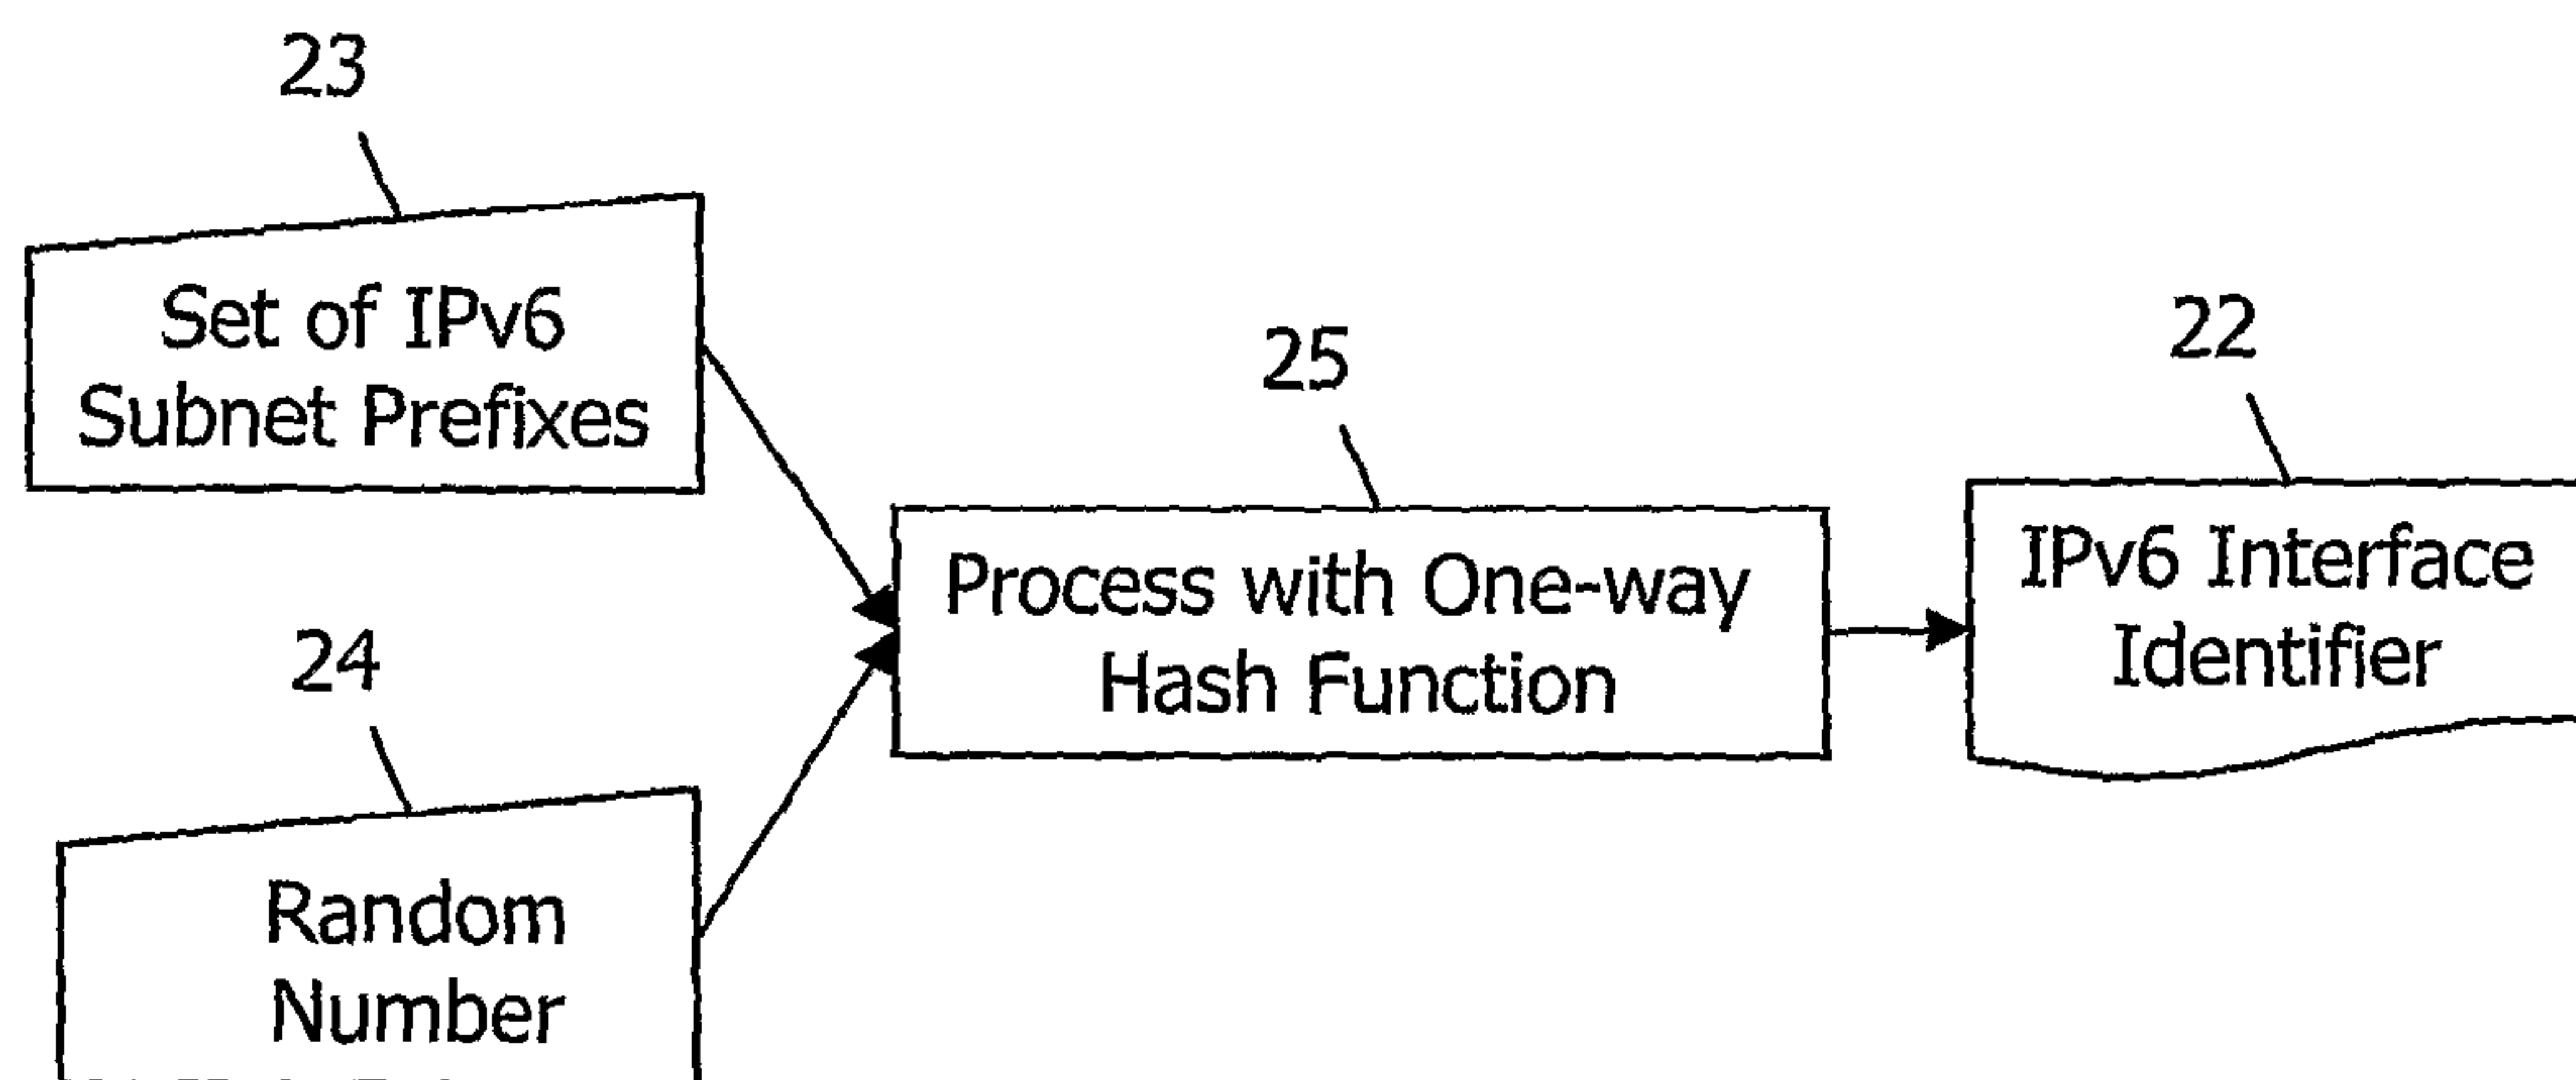 23
Set of IPv6
Subnet Prefixes
24
Random
Number
25
Process with One-way
Hash Function
22
IPv6 Interface
Identifier